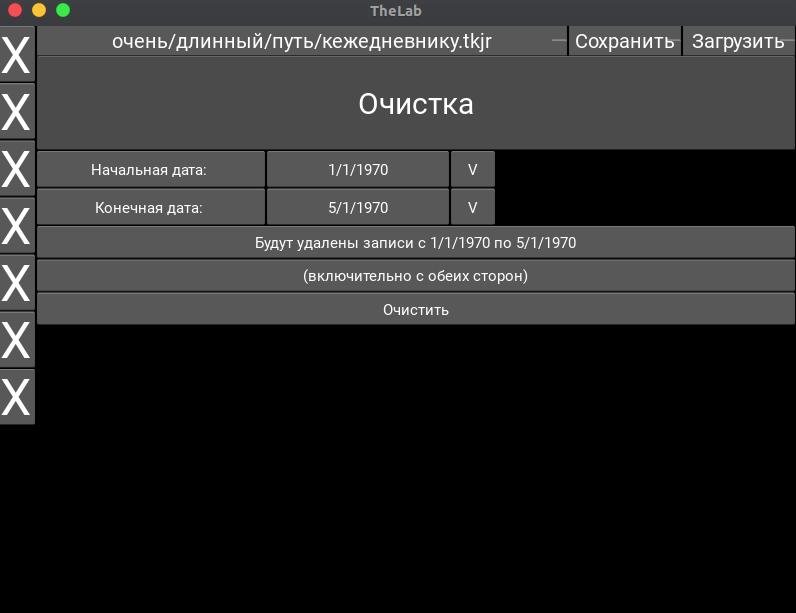 TheLab
очень/длинный/путь/кежедневнику.tkjr Сохранить Загрузить
X
X
X
X
X
X
X
Очистка
Начальная дата: 1/1/1970 V
Конечная дата: 5/1/1970 V
Будут удалены записи с 1/1/1970 по 5/1/1970
(включительно с обеих сторон)
Очистить